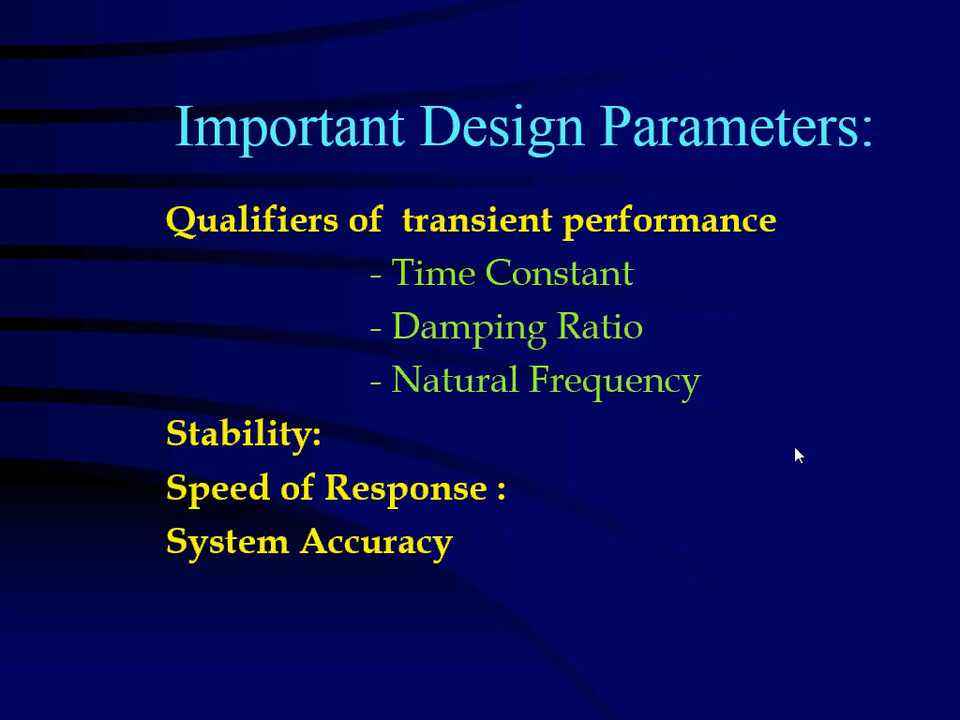 Important Design Parameters:
Qualifiers of transient performance
- Time Constant
- Damping Ratio
- Natural Frequency
Stability:
Speed of Response :
System Accuracy